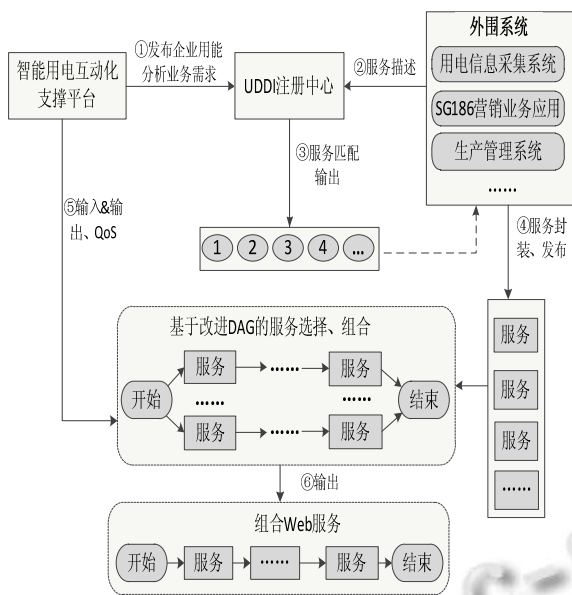 智能用电互动化
支撑平台
①发布企业用能
分析业务需求
UDDI注册中心
②服务描述
外围系统
用电信息采集系统
SG186营销业务应用
生产管理系统
……
③服务匹配
输出
1 2 3 4 …
④服务封
装、发布
⑤输入&输
出、QoS
服务
服务
服务
……
基于改进DAG的服务选择、组合
服务 …… 服务
开始 …… …… 结束
服务 …… 服务
⑥输出
组合Web服务
开始 服务 …… 服务 结束